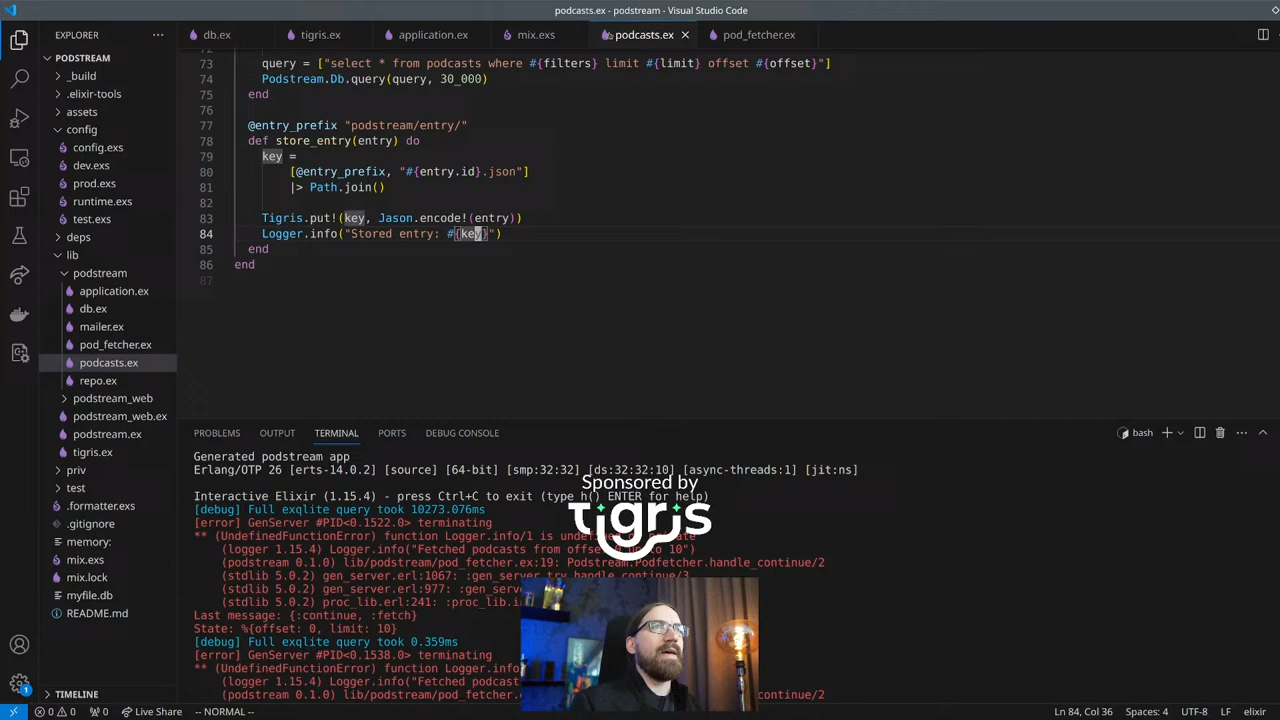 podcasts.ex - podstream - Visual Studio Code
EXPLORER
db.ex
tigris.ex
application.ex
mix.exs
podcasts.ex
pod_fetcher.ex
PODSTREAM
_build
.elixir-tools
assets
config
config.exs
dev.exs
prod.exs
runtime.exs
test.exs
deps
lib
podstream
application.ex
db.ex
mailer.ex
pod_fetcher.ex
podcasts.ex
repo.ex
podstream_web
podstream_web.ex
podstream.ex
tigris.ex
priv
test
.formatter.exs
.gitignore
memory:
mix.exs
mix.lock
myfile.db
README.md
TIMELINE
73 query = ["select * from podcasts where #{filters} limit #{limit} offset #{offset}"]
74 Podstream.Db.query(query, 30_000)
75 end
76
77 @entry_prefix "podstream/entry/"
78 def store_entry(entry) do
79 key =
80 [@entry_prefix, "#{entry.id}.json"]
81 |> Path.join()
82
83 Tigris.put!(key, Jason.encode!(entry))
84 Logger.info("Stored entry: #{key}")
85 end
86 end
87
PROBLEMS OUTPUT TERMINAL PORTS DEBUG CONSOLE
bash
Generated podstream app
Erlang/OTP 26 [erts-14.0.2] [source] [64-bit] [smp:32:32] [ds:32:32:10] [async-threads:1] [jit:ns]
Sponsored by
tigris
Interactive Elixir (1.15.4) - press Ctrl+C to exit (type h() ENTER for help)
[debug] Full exqlite query took 10273.076ms
[error] GenServer #PID<0.1522.0> terminating
** (UndefinedFunctionError) function Logger.info/1 is
(logger 1.15.4) Logger.info("Fetched podcasts from offset to 10")
(podstream 0.1.0) lib/podstream/pod_fetcher.ex:19: Podstream.Podfetcher.handle_continue/2
(stdlib 5.0.2) gen_server.erl:1067: :gen_server.try_handle_continue/3
(stdlib 5.0.2) gen_server.erl:977:
(stdlib 5.0.2) proc_lib.erl:241:
Last message: {:continue, :fetch}
State: %{offset: 0, limit: 10}
[debug] Full exqlite query took 0.359ms
[error] GenServer #PID<0.1538.0> terminating
** (UndefinedFunctionError) function
(logger 1.15.4) Logger.info("Fetched
(podstream 0.1.0) lib/podstream/pod_fe continue/2
1
0 0 0 Live Share -- NORMAL --
Ln 84, Col 36 Spaces: 4 UTF-8 LF elixir